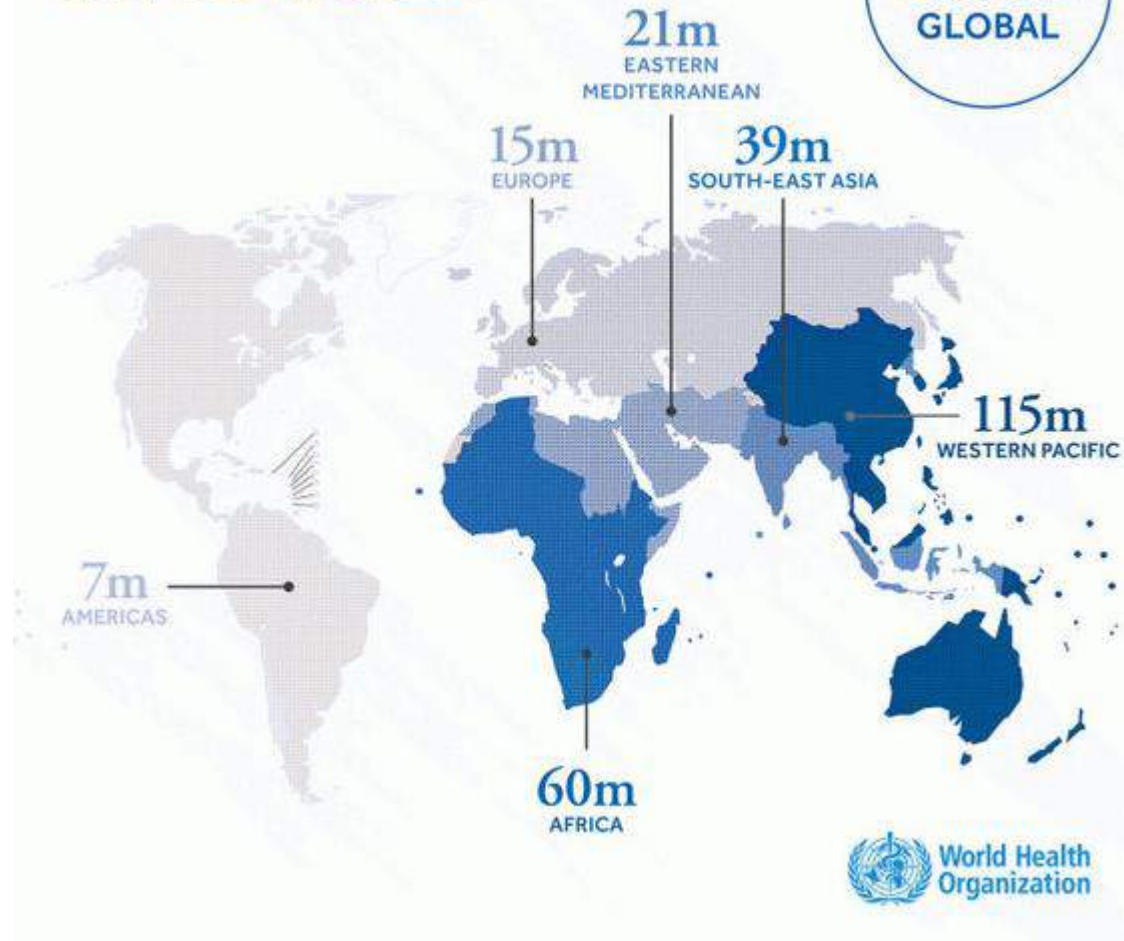 GLOBAL
21m
EASTERN
MEDITERRANEAN
15m
EUROPE
39m
SOUTH-EAST ASIA
115m
WESTERN PACIFIC
7m
AMERICAS
60m
AFRICA
World Health
Organization